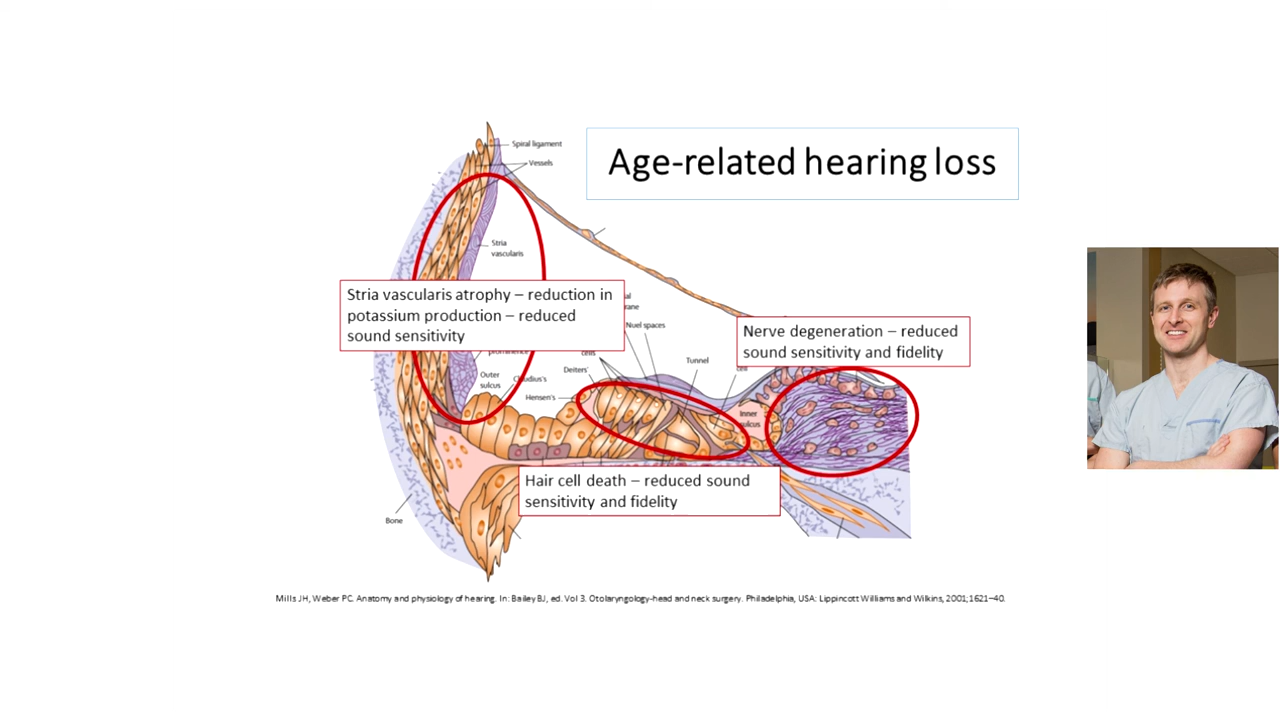 Age-related hearing loss
Spiral ligament
Vessels
Stria
vascularis
Stria vascularis atrophy – reduction in
potassium production – reduced
sound sensitivity
Nuel spaces
Nerve degeneration – reduced
sound sensitivity and fidelity
prominence
Tunnel
cells
cell
Deiters'
Outer
sulcus
Claudius's
Hensen's
Inner
sulcus
Hair cell death – reduced sound
sensitivity and fidelity
Bone
Mills JH, Weber PC. Anatomy and physiology of hearing. In: Bailey BJ, ed. Vol 3. Otolaryngology-head and neck surgery. Philadelphia, USA: Lippincott Williams and Wilkins, 2001;1621–40.